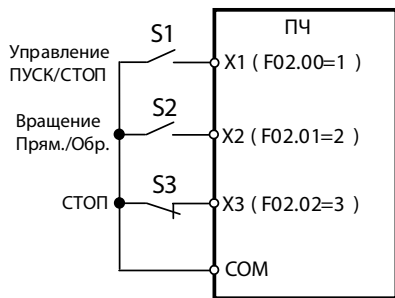 ПЧ
S1
Управление
ПУСК/СТОП
X1 ( F02.00=1 )
S2
Вращение
Прям./Обр.
X2 ( F02.01=2 )
S3
СТОП
X3 ( F02.02=3 )
COM